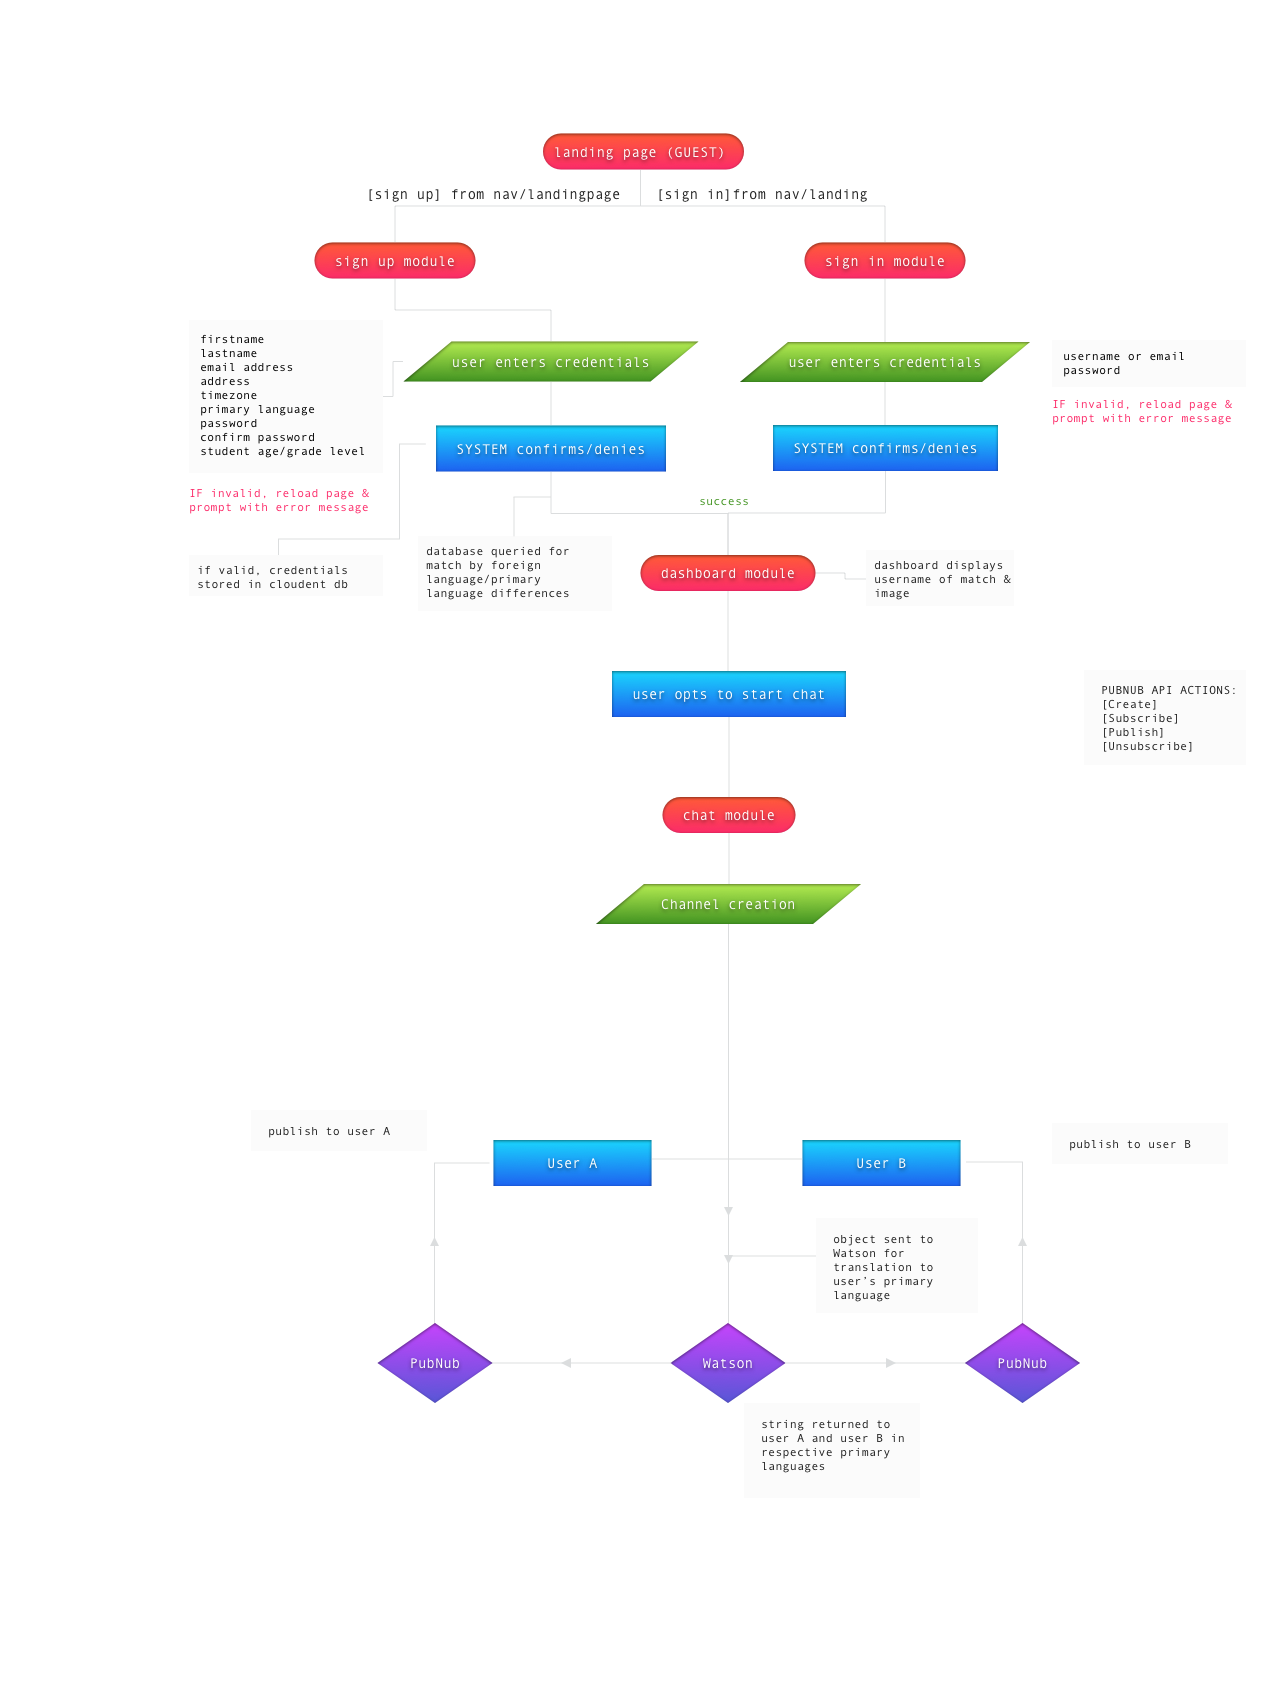 landing page (GUEST)
[sign up] from nav/landingpage
[sign in]from nav/landing
sign up module
sign in module
firstname
lastname
email address
address
timezone
primary language
password
confirm password
student age/grade level
user enters credentials
user enters credentials
username or email
password
IF invalid, reload page &
prompt with error message
SYSTEM confirms/denies
SYSTEM confirms/denies
IF invalid, reload page &
prompt with error message
success
if valid, credentials
stored in cloudent db
database queried for
match by foreign
language/primary
language differences
dashboard module
dashboard displays
username of match &
image
user opts to start chat
PUBNUB API ACTIONS:
[Create]
[Subscribe]
[Publish]
[Unsubscribe]
chat module
Channel creation
publish to user A
publish to user B
User A
User B
object sent to
Watson for
translation to
user's primary
language
PubNub
Watson
PubNub
string returned to
user A and user B in
respective primary
languages